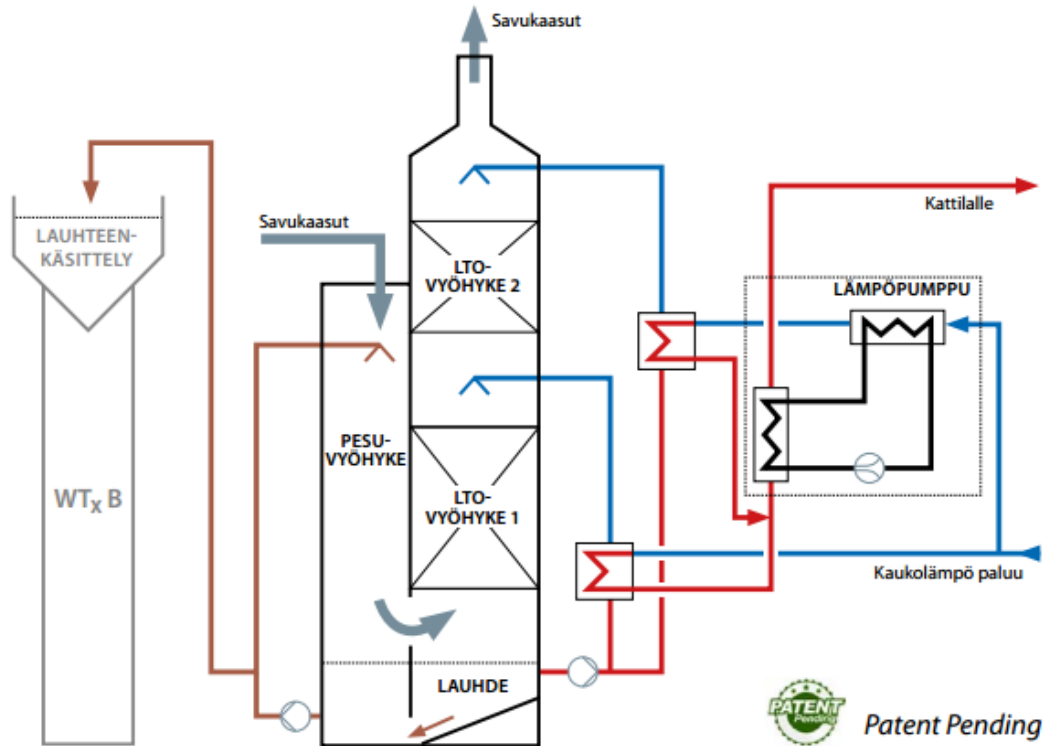 Savukaasut
Savukaasut
Kattilalle
LAUHTEEN-
KÄSITTELY
LTO-
VYÖHYKE 2
LÄMPÖPUMPPU
PESU-
VYÖHYKE
LTO-
VYÖHYKE 1
WTx B
Kaukolämpö paluu
LAUHDE
PATENT
Pending
Patent Pending